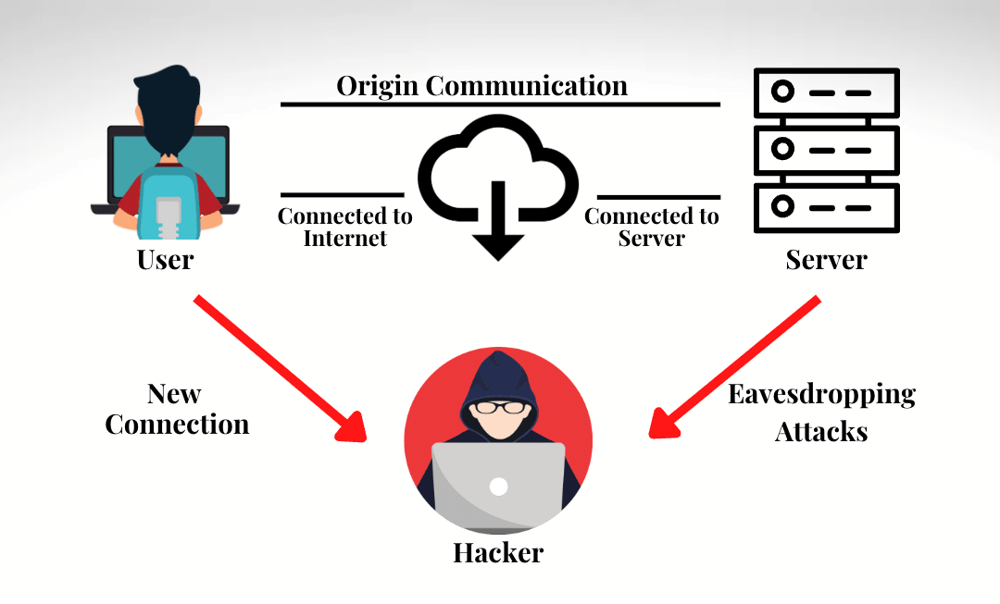 Origin Communication
Connected to
Internet
Connected to
Server
User
Server
New
Connection
Eavesdropping
Attacks
Hacker